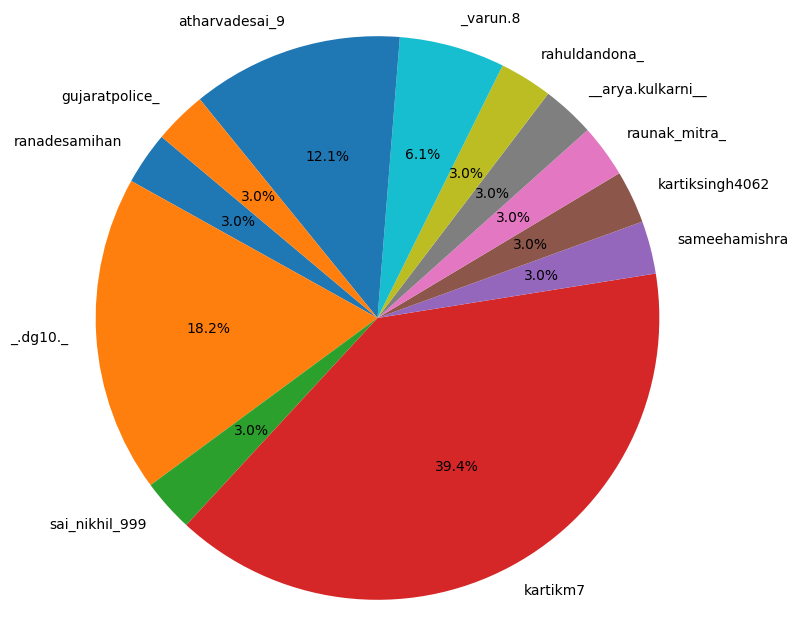 _varun.8
atharvadesai_9
rahuldandona_
__arya.kulkarni__
gujaratpolice_
raunak_mitra_
ranadesamihan
12.1%
6.1%
3.0%
kartiksingh4062
3.0%
3.0%
3.0%
3.0%
3.0%
sameehamishra
3.0%
3.0%
18.2%
_.dg10._
3.0%
39.4%
sai_nikhil_999
kartikm7